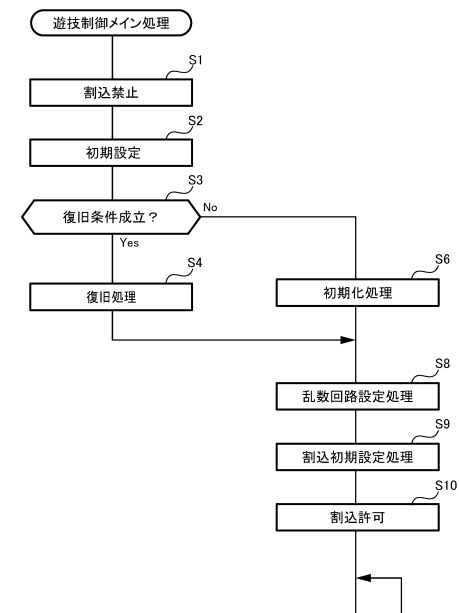 遊技制御メイン処理
S1
割込禁止
S2
初期設定
S3
復旧条件成立？
No
Yes
S4
復旧処理
S6
初期化処理
S8
乱数回路設定処理
S9
割込初期設定処理
S10
割込許可